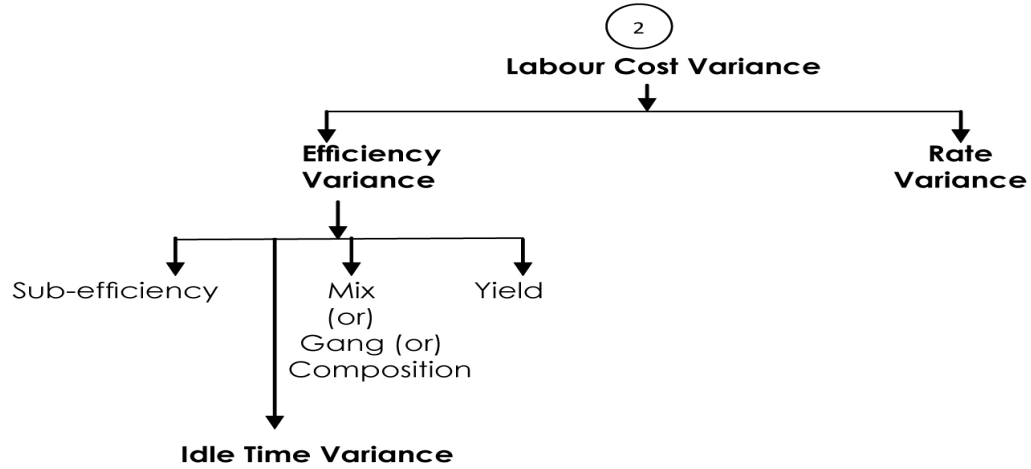 2
Labour Cost Variance
Efficiency
Variance
Rate
Variance
Sub-efficiency
Mix
(or)
Gang (or)
Composition
Yield
Idle Time Variance